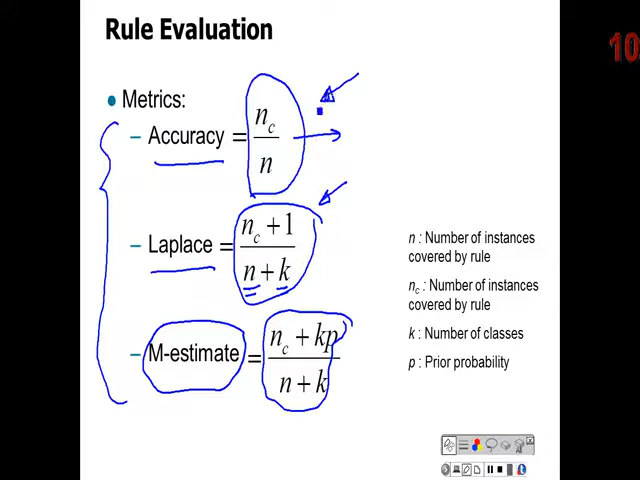 Rule Evaluation
10
● Metrics:
– Accuracy = n_c / n
– Laplace = (n_c + 1) / (n + k)
– M-estimate = (n_c + kp) / (n + k)
n : Number of instances
covered by rule
n_c : Number of instances
covered by rule
k : Number of classes
p : Prior probability